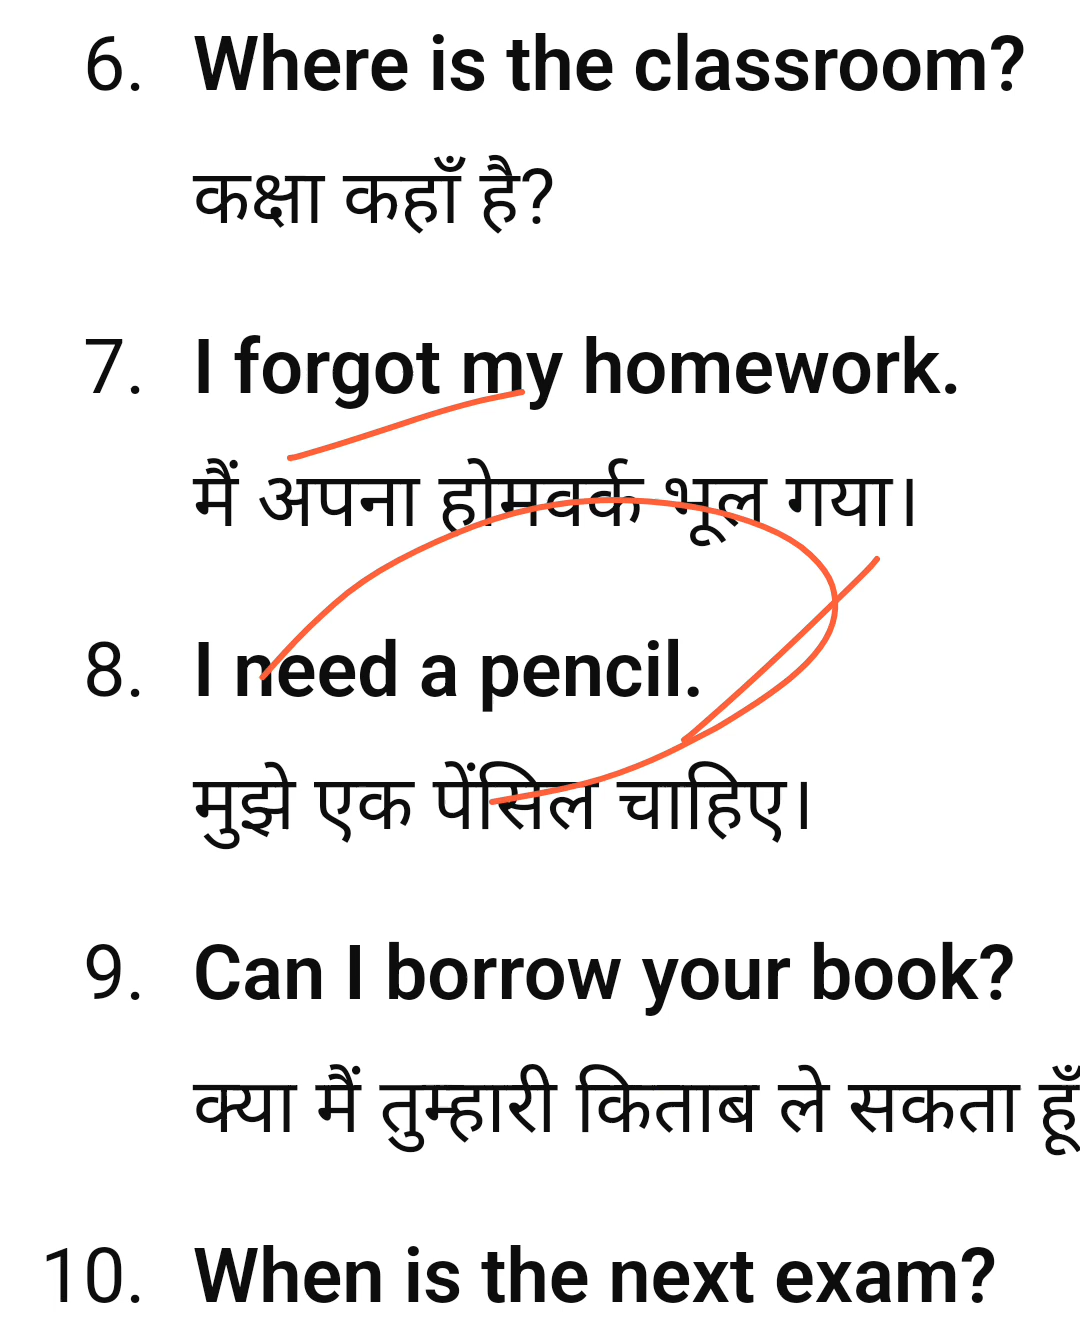 6. Where is the classroom?
कक्षा कहाँ है?
7. I forgot my homework.
मैं अपना होमवर्क भूल गया।
8. I need a pencil.
मुझे एक पेंसिल चाहिए।
9. Can I borrow your book?
क्या मैं तुम्हारी किताब ले सकता हूँ
10. When is the next exam?